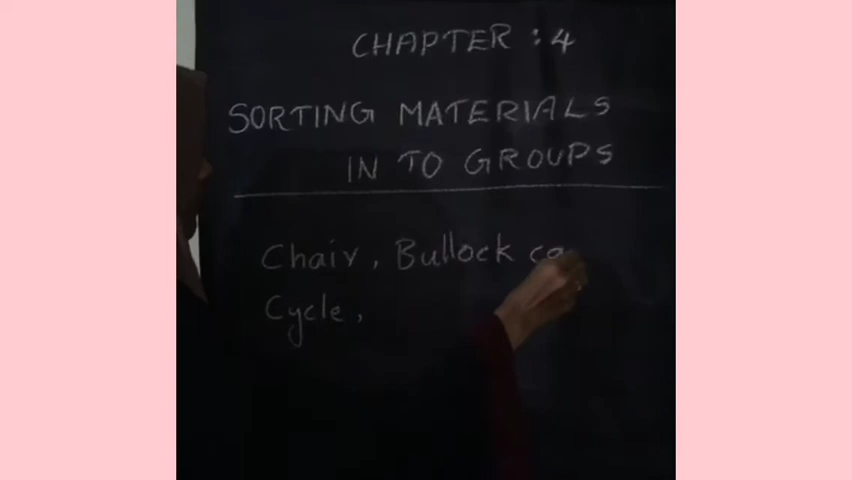 CHAPTER : 4
SORTING MATERIALS
IN TO GROUPS
Chair, Bullock
Cycle,